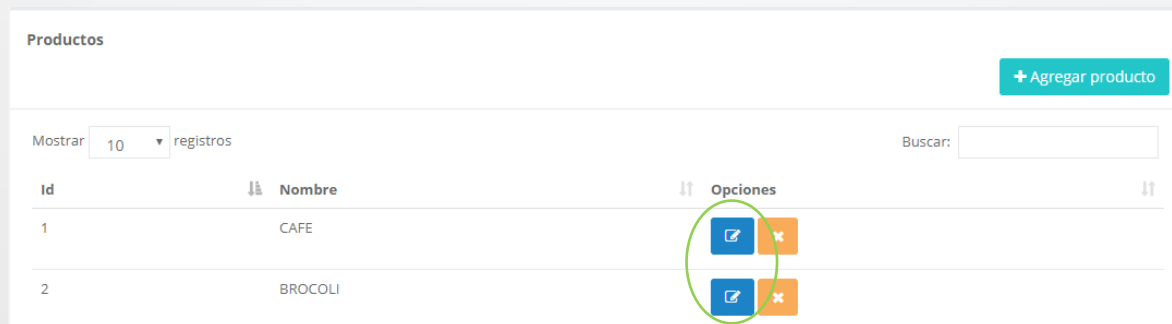 Productos
Agregar producto
Mostrar 10 registros Buscar:
Id Nombre Opciones
1 CAFE
2 BROCOLI